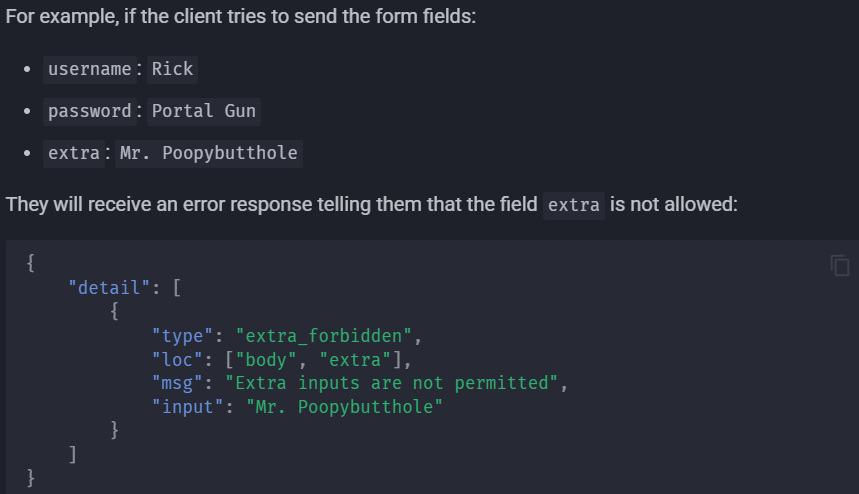 For example, if the client tries to send the form fields:
• username: Rick
• password: Portal Gun
• extra: Mr. Poopybutthole
They will receive an error response telling them that the field extra is not allowed:
{
    "detail": [
        {
            "type": "extra_forbidden",
            "loc": ["body", "extra"],
            "msg": "Extra inputs are not permitted",
            "input": "Mr. Poopybutthole"
        }
    ]
}